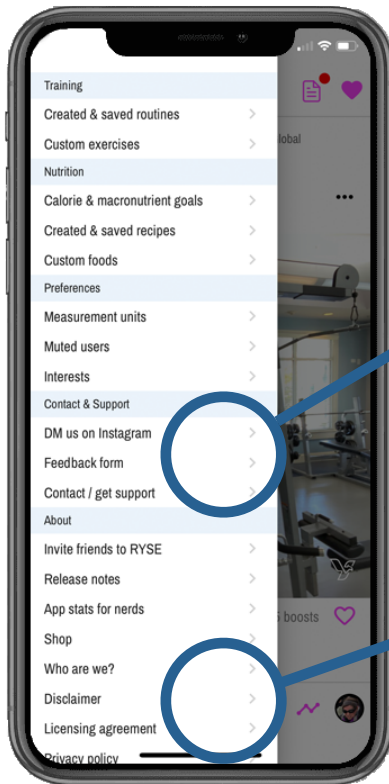 Training
Created & saved routines
Custom exercises
lobal
Nutrition
Calorie & macronutrient goals
Created & saved recipes
Custom foods
Preferences
Measurement units
Muted users
Interests
Contact & Support
DM us on Instagram
Feedback form
Contact / get support
About
Invite friends to RYSE
Release notes
App stats for nerds
boosts
Shop
Who are we?
Disclaimer
Licensing agreement
Privacy policy